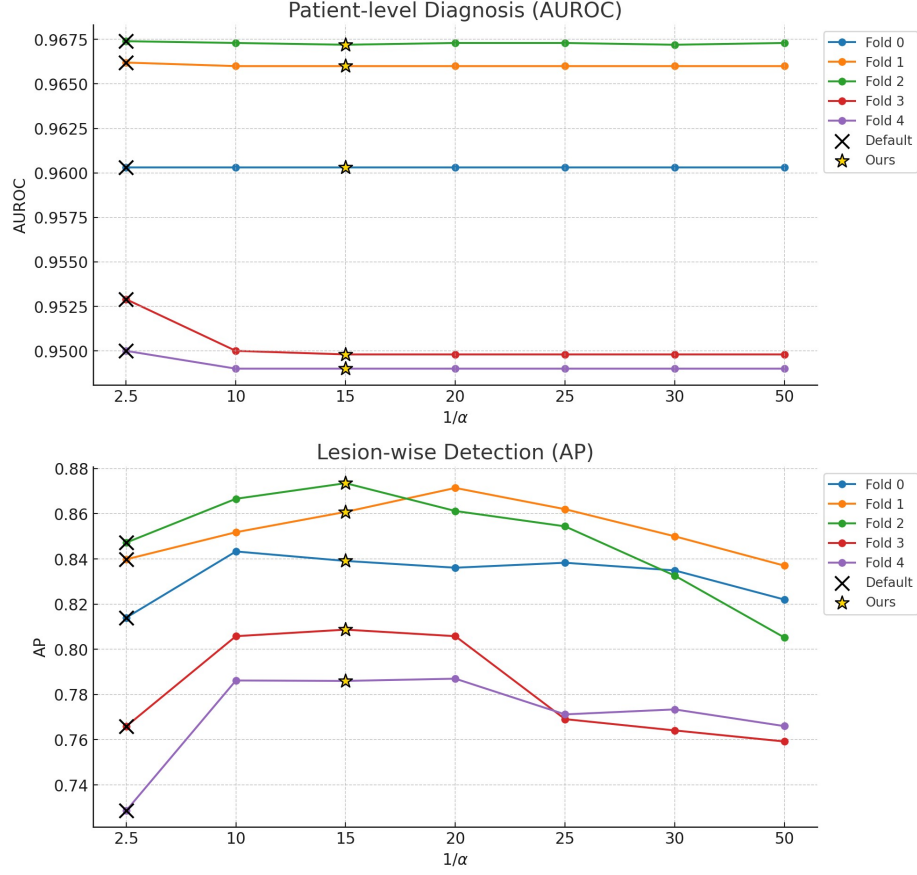 Patient-level Diagnosis (AUROC)
0.9675
0.9650
0.9625
0.9600
0.9575
0.9550
0.9525
0.9500
AUROC
2.5 10 15 20 25 30 50
1/α
Fold 0
Fold 1
Fold 2
Fold 3
Fold 4
Default
Ours
Lesion-wise Detection (AP)
0.88
0.86
0.84
0.82
0.80
0.78
0.76
0.74
AP
2.5 10 15 20 25 30 50
1/α
Fold 0
Fold 1
Fold 2
Fold 3
Fold 4
Default
Ours